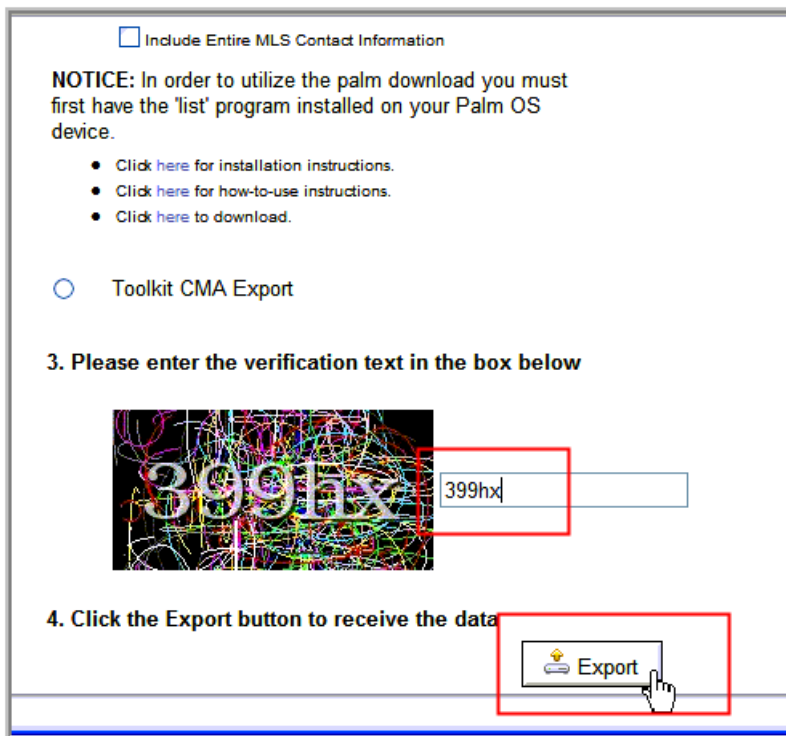 Include Entire MLS Contact Information
NOTICE: In order to utilize the palm download you must
first have the 'list' program installed on your Palm OS
device.
Click here for installation instructions.
Click here for how-to-use instructions.
Click here to download.
Toolkit CMA Export
3. Please enter the verification text in the box below
399hx
399hx
4. Click the Export button to receive the data
Export